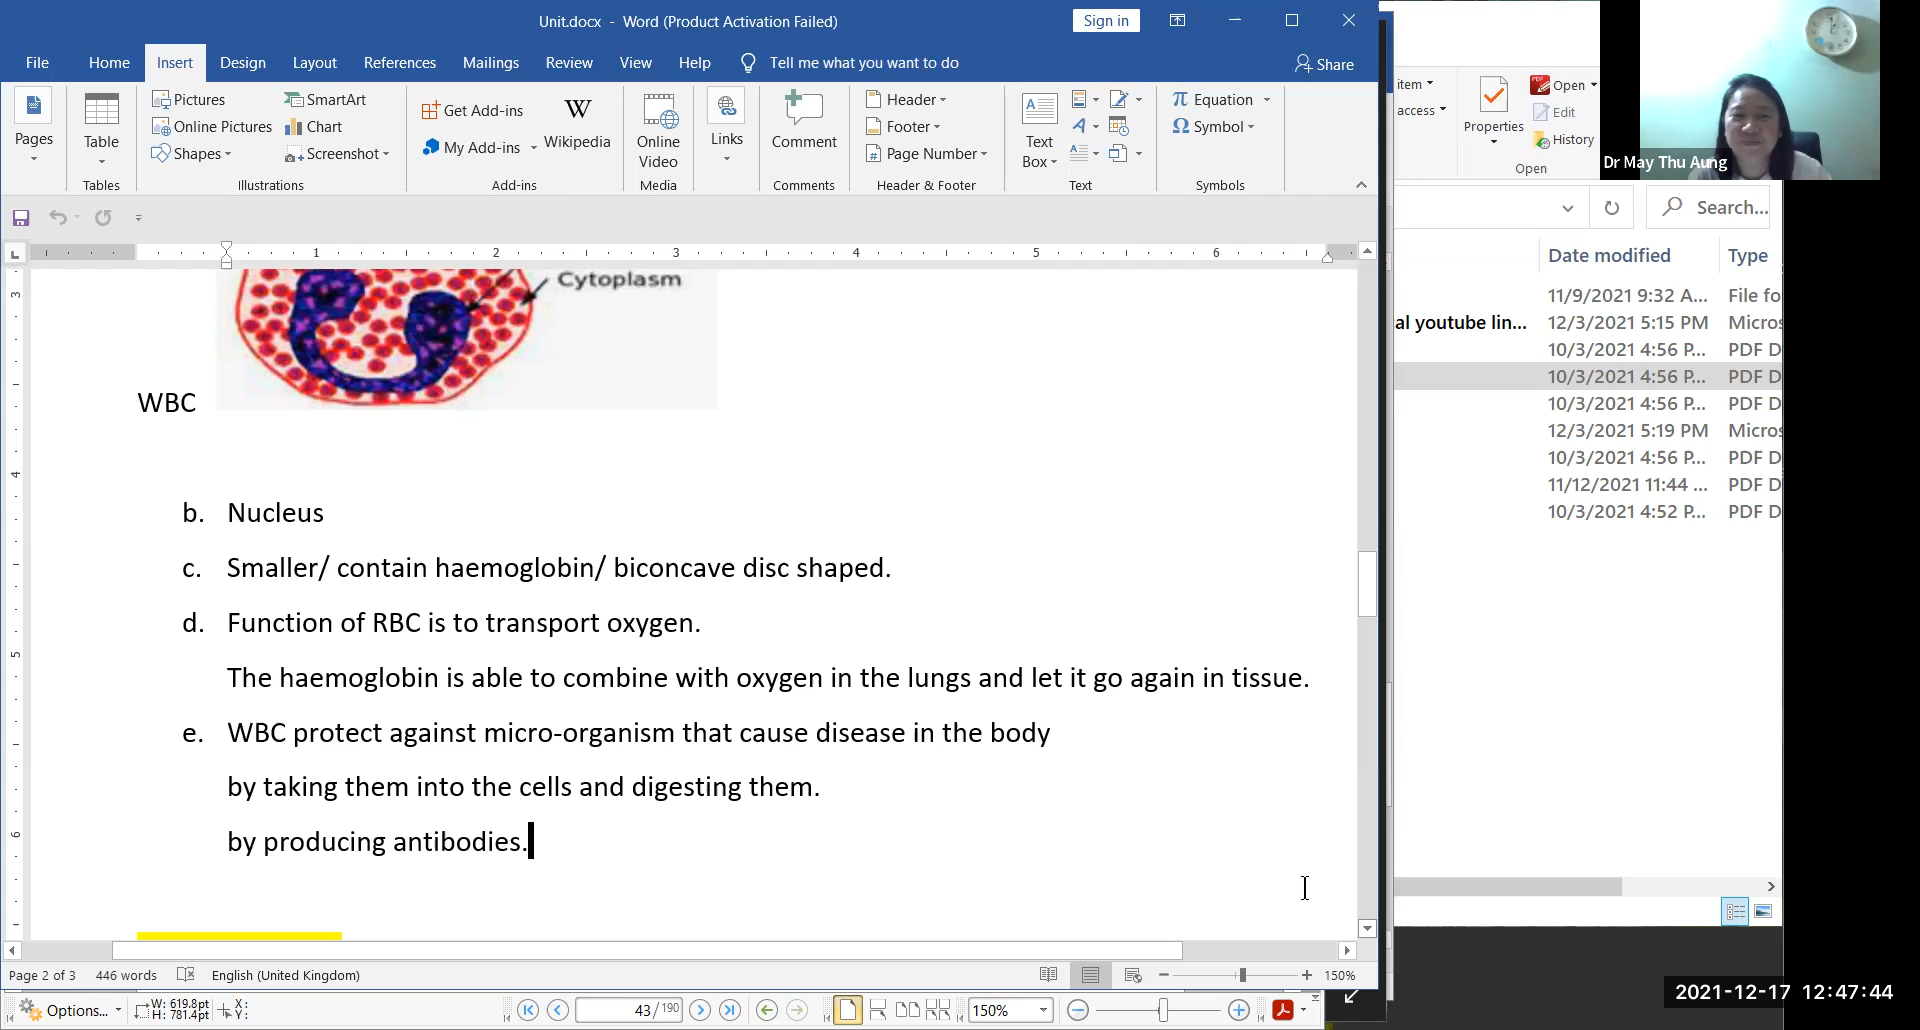 Unit.docx - Word (Product Activation Failed)
Sign in
File Home Insert Design Layout References Mailings Review View Help Tell me what you want to do Share
Pages
Table
Tables
Pictures
Online Pictures
Shapes
SmartArt
Chart
Screenshot
Illustrations
Get Add-ins
My Add-ins
W
Wikipedia
Add-ins
Online
Video
Media
Links
Comment
Comments
Header
Footer
Page Number
Header & Footer
Text
Box
Text
Equation
Symbol
Symbols
item
access
Properties
Open
Edit
History
Open
Dr May Thu Aung
Search...
1 2 3 4 5 6
Date modified Type
11/9/2021 9:32 A... File fo
al youtube lin... 12/3/2021 5:15 PM Micros
10/3/2021 4:56 P... PDF D
10/3/2021 4:56 P... PDF D
10/3/2021 4:56 P... PDF D
12/3/2021 5:19 PM Micros
10/3/2021 4:56 P... PDF D
11/12/2021 11:44 ... PDF D
10/3/2021 4:52 P... PDF D
3
4
5
6
Cytoplasm
WBC
b. Nucleus
c. Smaller/ contain haemoglobin/ biconcave disc shaped.
d. Function of RBC is to transport oxygen.
The haemoglobin is able to combine with oxygen in the lungs and let it go again in tissue.
e. WBC protect against micro-organism that cause disease in the body
by taking them into the cells and digesting them.
by producing antibodies.
Page 2 of 3 446 words English (United Kingdom) 150%
Options... W: 619.8pt X:
H: 781.4pt Y:
43/190
150%
2021-12-17 12:47:44